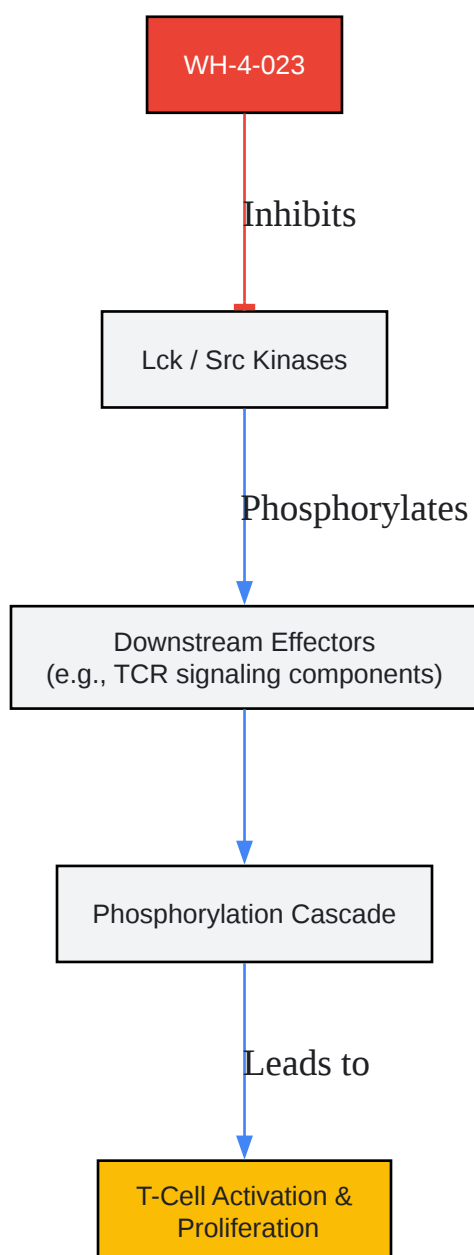 WH-4-023
Inhibits
Lck / Src Kinases
Phosphorylates
Downstream Effectors
(e.g., TCR signaling components)
Phosphorylation Cascade
Leads to
T-Cell Activation &
Proliferation